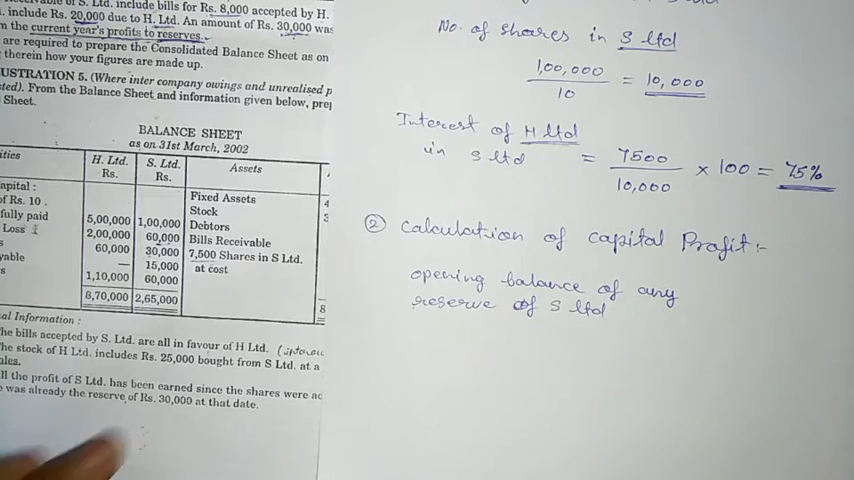 S. Ltd. include bills for Rs. 8,000 accepted by H.
include Rs. 20,000 due to H. Ltd. An amount of Rs. 30,000 was
the current year's profits to reserves.
are required to prepare the Consolidated Balance Sheet as on
therein how your figures are made up.
USTRATION 5. (Where inter company owings and unrealised p
ted). From the Balance Sheet and information given below, prep
Sheet.
BALANCE SHEET
as on 31st March, 2002
ities H. Ltd. Rs. S. Ltd. Rs. Assets
apital :
of Rs. 10
fully paid 5,00,000 1,00,000
Loss 2,00,000 60,000
s 60,000 30,000
yable — 15,000
s 1,10,000 60,000
8,70,000 2,65,000
Fixed Assets
Stock
Debtors
Bills Receivable
7,500 Shares in S Ltd.
at cost
al Information :
he bills accepted by S. Ltd. are all in favour of H Ltd.
he stock of H Ltd. includes Rs. 25,000 bought from S Ltd. at a
ales.
ll the profit of S Ltd. has been earned since the shares were ac
e was already the reserve of Rs. 30,000 at that date.
No. of shares in S ltd
1,00,000 / 10 = 10,000
Interest of H ltd
in S ltd = 7500 / 10,000 × 100 = 75%
② Calculation of Capital Profit:-
opening balance of any
reserve of S ltd